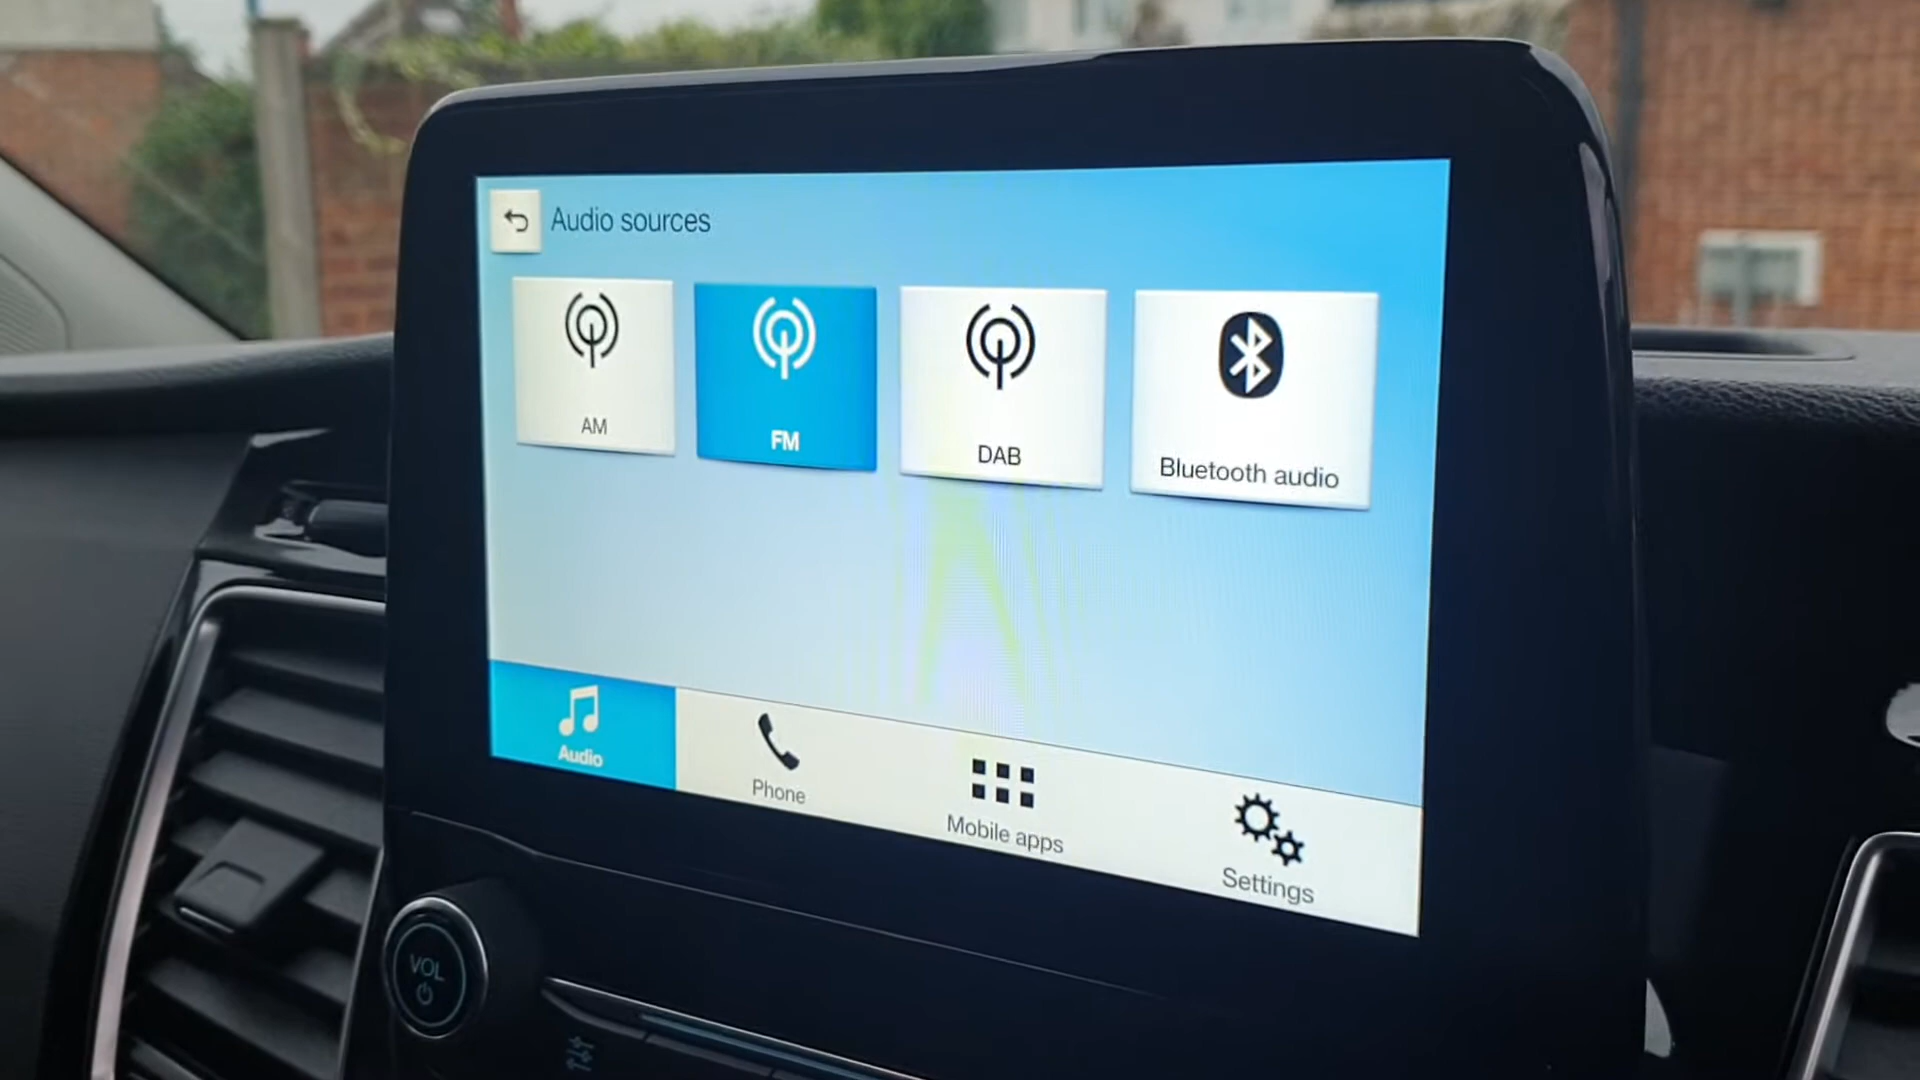 Audio sources
AM
FM
DAB
Bluetooth audio
Audio
Phone
Mobile apps
Settings
VOL